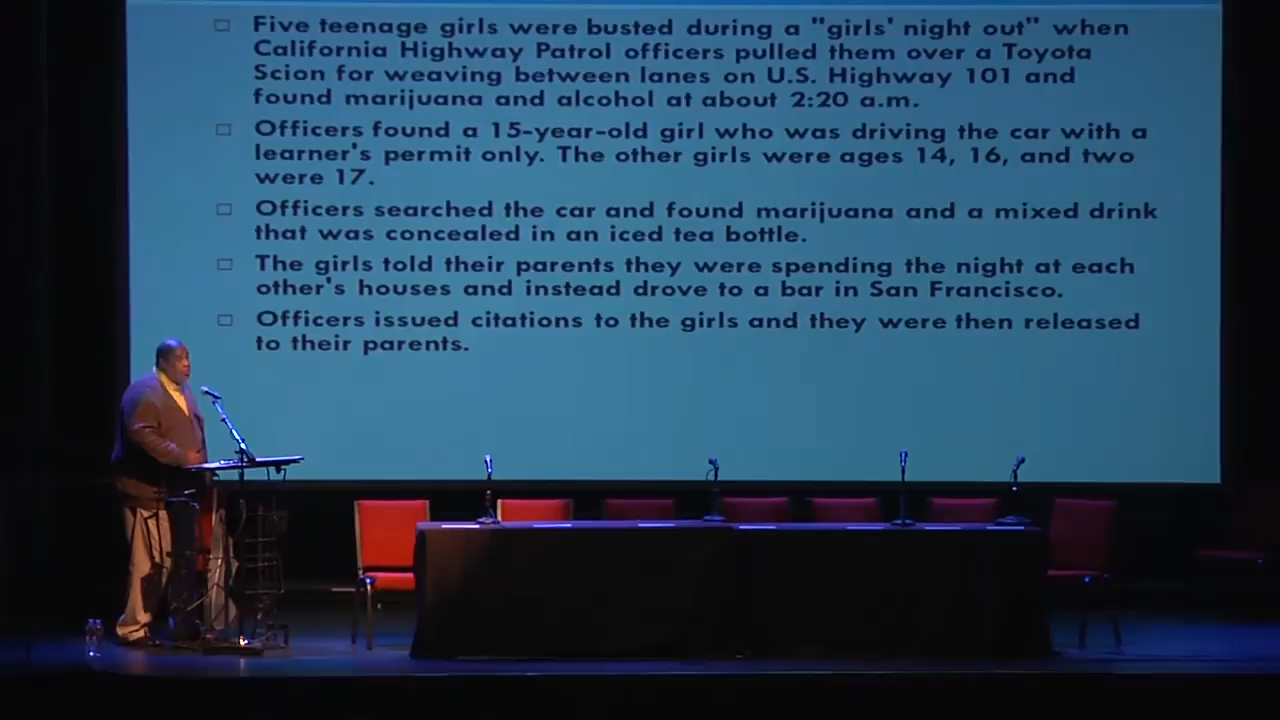 Five teenage girls were busted during a "girls' night out" when
California Highway Patrol officers pulled them over a Toyota
Scion for weaving between lanes on U.S. Highway 101 and
found marijuana and alcohol at about 2:20 a.m.
Officers found a 15-year-old girl who was driving the car with a
learner's permit only. The other girls were ages 14, 16, and two
were 17.
Officers searched the car and found marijuana and a mixed drink
that was concealed in an iced tea bottle.
The girls told their parents they were spending the night at each
other's houses and instead drove to a bar in San Francisco.
Officers issued citations to the girls and they were then released
to their parents.